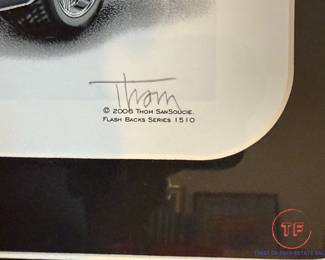 Thom
© 2006 Thom SanSoucie.
Flash Backs Series 1510
TF